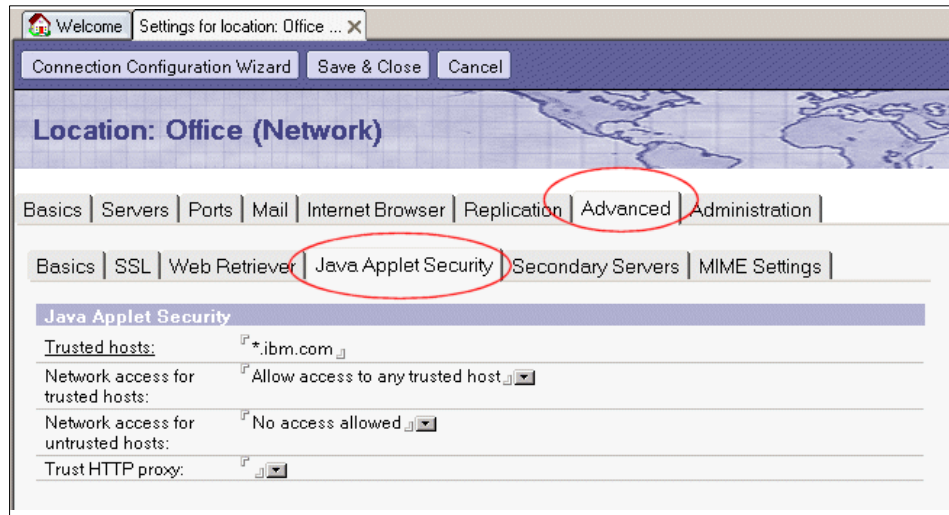 Welcome Settings for location: Office ...
Connection Configuration Wizard Save & Close Cancel
Location: Office (Network)
Basics Servers Ports Mail Internet Browser Replication Advanced Administration
Basics SSL Web Retriever Java Applet Security Secondary Servers MIME Settings
Java Applet Security
Trusted hosts: *.ibm.com
Network access for Allow access to any trusted host
trusted hosts:
Network access for No access allowed
untrusted hosts:
Trust HTTP proxy: